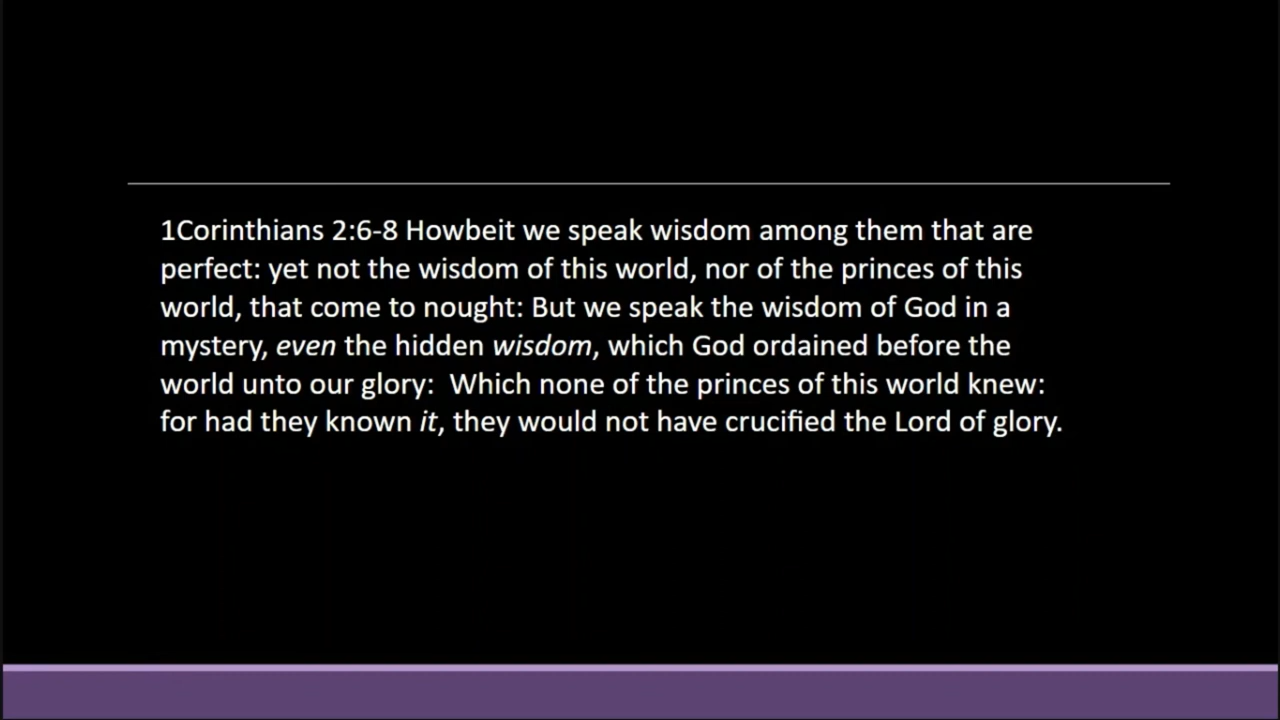 1Corinthians 2:6-8 Howbeit we speak wisdom among them that are
perfect: yet not the wisdom of this world, nor of the princes of this
world, that come to nought: But we speak the wisdom of God in a
mystery, even the hidden wisdom, which God ordained before the
world unto our glory:  Which none of the princes of this world knew:
for had they known it, they would not have crucified the Lord of glory.